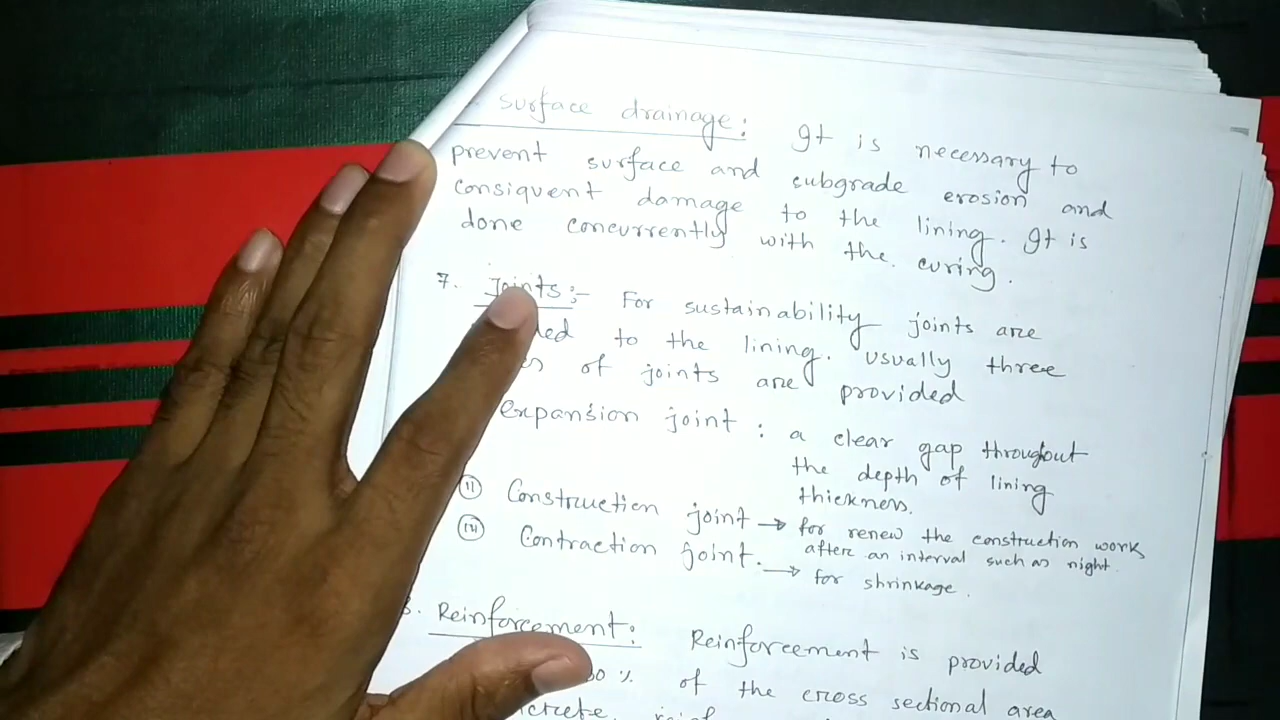 surface drainage: It is necessary to
prevent surface and subgrade erosion and
consiquent damage to the lining. It is
done concurrently with the curing.
7. Joints:- For sustainability joints are
to the lining. Usually three
of joints are provided
expansion joint : a clear gap throughout
the depth of lining
thickness.
(II) Construction joint → for renew the construction work
after an interval such as night.
(III) Contraction joint. → for shrinkage.
8. Reinforcement: Reinforcement is provided
% of the cross sectional area